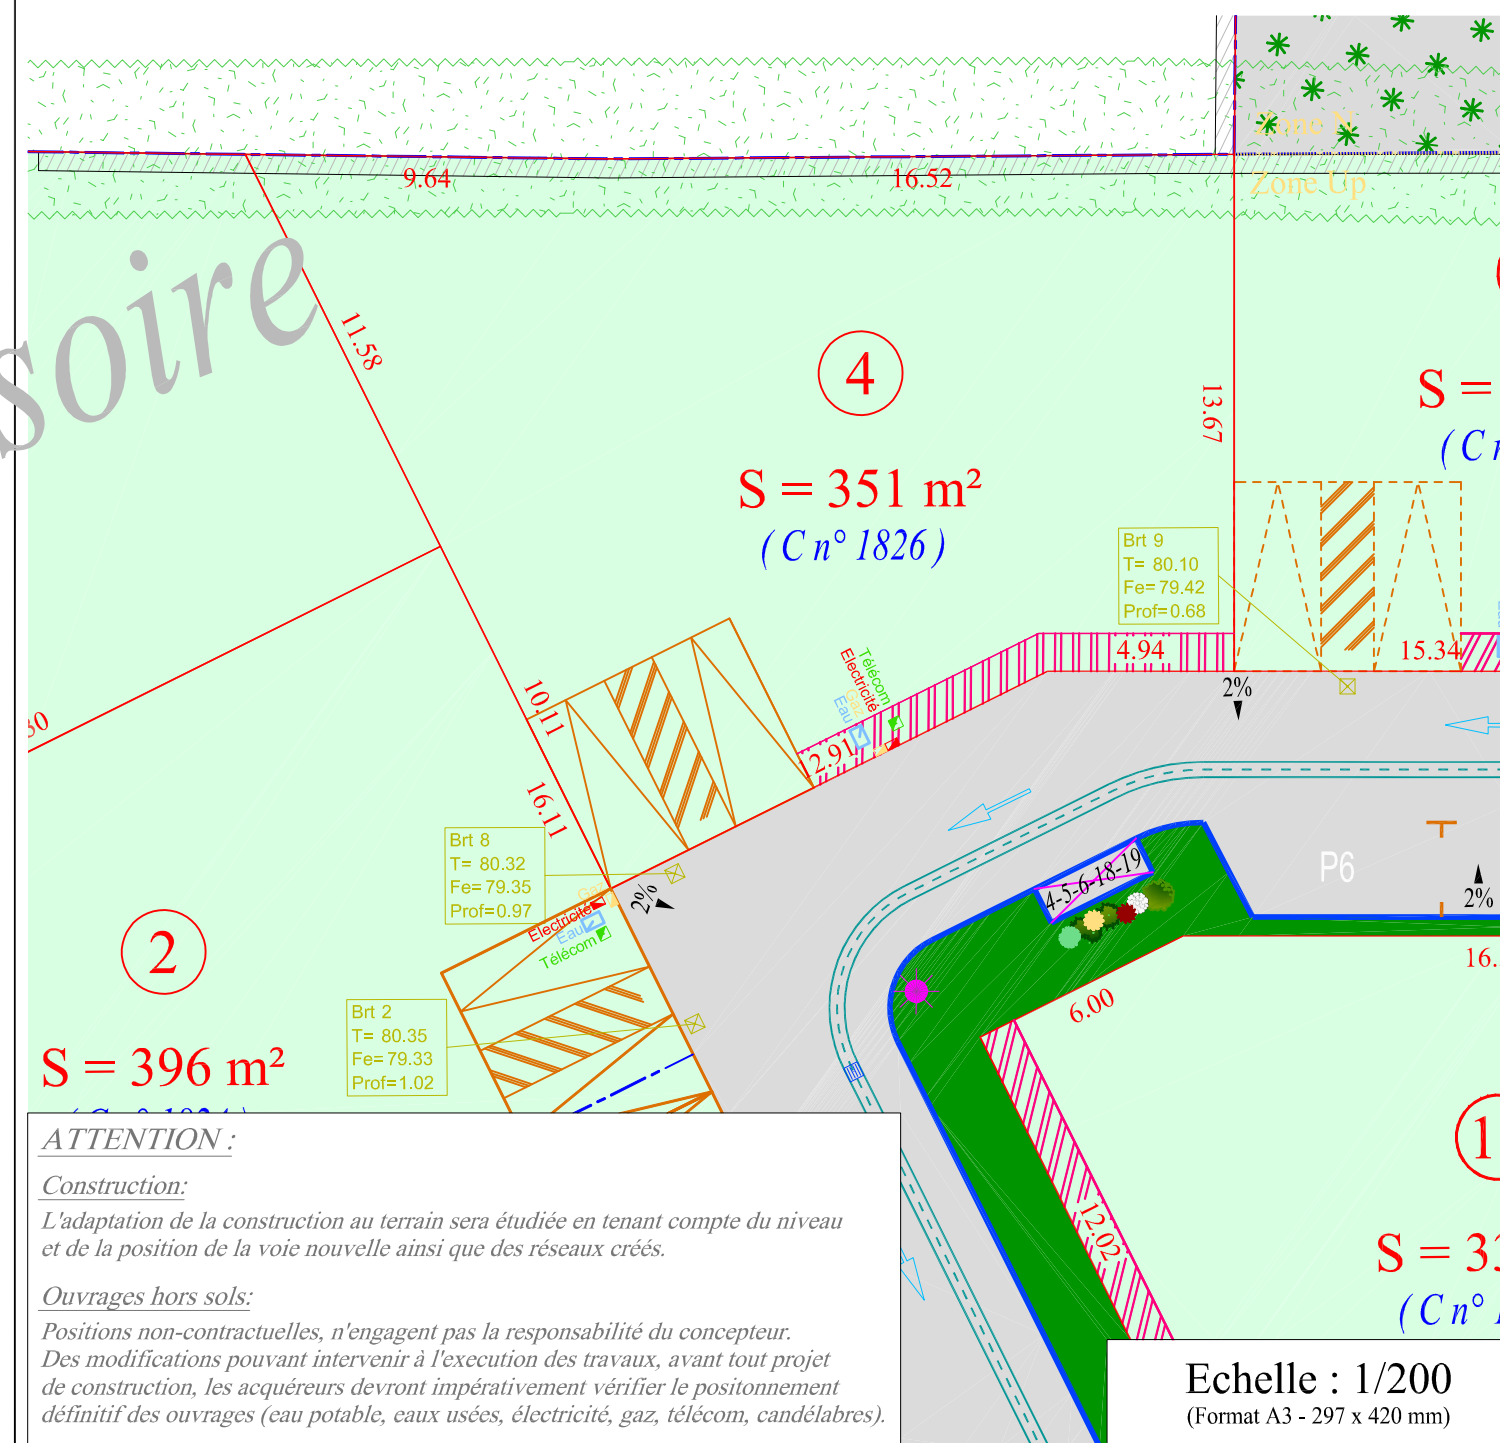 Zone N
9.64
16.52
Zone Up
soire
11.58
4
13.67
S =
S = 351 m²
( C n° 1826 )
Brt 9
T= 80.10
Fe= 79.42
Prof=0.68
4.94
15.34
2%
Télécom
Electricité
Gaz
Eau
10.11
12.91
16.11
30
Brt 8
T= 80.32
Fe= 79.35
Prof=0.97
Gaz
Electricité
Eau
Télécom
2%
4-5-6-18-19
P6
2%
2
16.
6.00
Brt 2
T= 80.35
Fe= 79.33
Prof=1.02
S = 396 m²
1
12.02
S = 33
( C n° 1
ATTENTION :
Construction:
L'adaptation de la construction au terrain sera étudiée en tenant compte du niveau
et de la position de la voie nouvelle ainsi que des réseaux créés.
Ouvrages hors sols:
Positions non-contractuelles, n'engagent pas la responsabilité du concepteur.
Des modifications pouvant intervenir à l'execution des travaux, avant tout projet
de construction, les acquéreurs devront impérativement vérifier le positonnement
définitif des ouvrages (eau potable, eaux usées, électricité, gaz, télécom, candélabres).
Echelle : 1/200
(Format A3 - 297 x 420 mm)